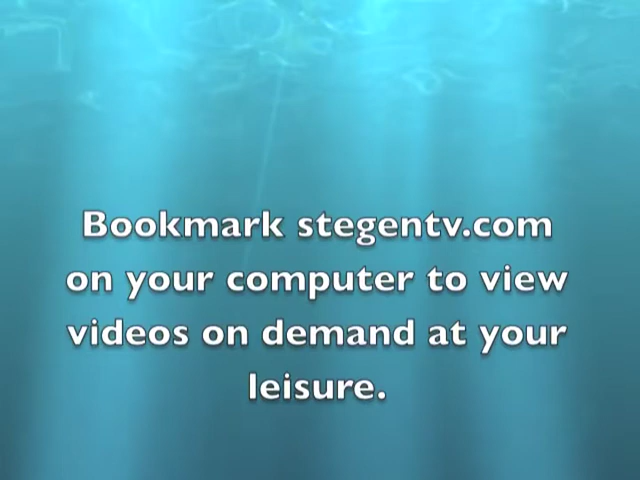 Bookmark stegentv.com
on your computer to view
videos on demand at your
leisure.